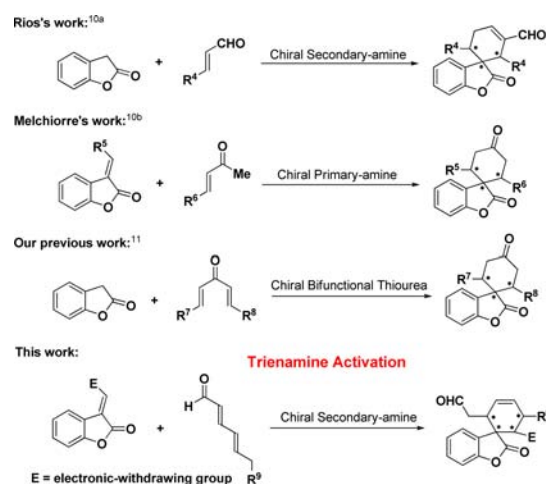 Rios's work:10a
CHO
O
O
+
R4
Chiral Secondary-amine
CHO
R4
*
*
*
O
R4
O
Melchiorre's work:10b
R5
O
O
+
O
Me
R6
Chiral Primary-amine
O
R5
*
*
*
R6
O
O
Our previous work:11
O
O
+
O
R7
R8
Chiral Bifunctional Thiourea
O
R7
*
*
*
R8
O
O
This work:
Trienamine Activation
E
O
O
+
O
H
R9
Chiral Secondary-amine
OHC
*
*
*
*
R
E
O
O
E = electronic-withdrawing group